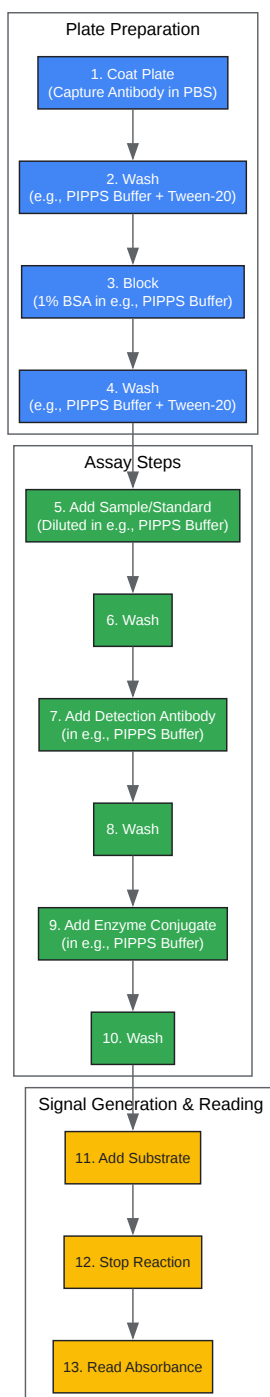 Plate Preparation
1. Coat Plate
(Capture Antibody in PBS)
2. Wash
(e.g., PIPPS Buffer + Tween-20)
3. Block
(1% BSA in e.g., PIPPS Buffer)
4. Wash
(e.g., PIPPS Buffer + Tween-20)
Assay Steps
5. Add Sample/Standard
(Diluted in e.g., PIPPS Buffer)
6. Wash
7. Add Detection Antibody
(in e.g., PIPPS Buffer)
8. Wash
9. Add Enzyme Conjugate
(in e.g., PIPPS Buffer)
10. Wash
Signal Generation & Reading
11. Add Substrate
12. Stop Reaction
13. Read Absorbance